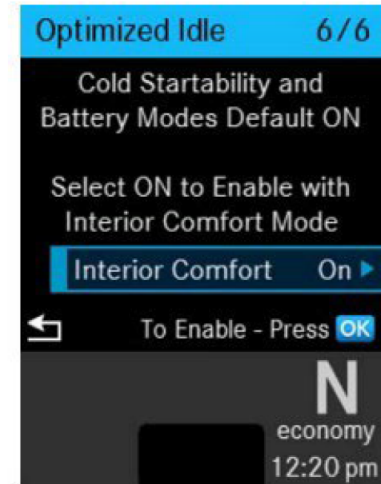 Optimized Idle 6/6
Cold Startability and
Battery Modes Default ON
Select ON to Enable with
Interior Comfort Mode
Interior Comfort On
To Enable - Press OK
N
economy
12:20 pm